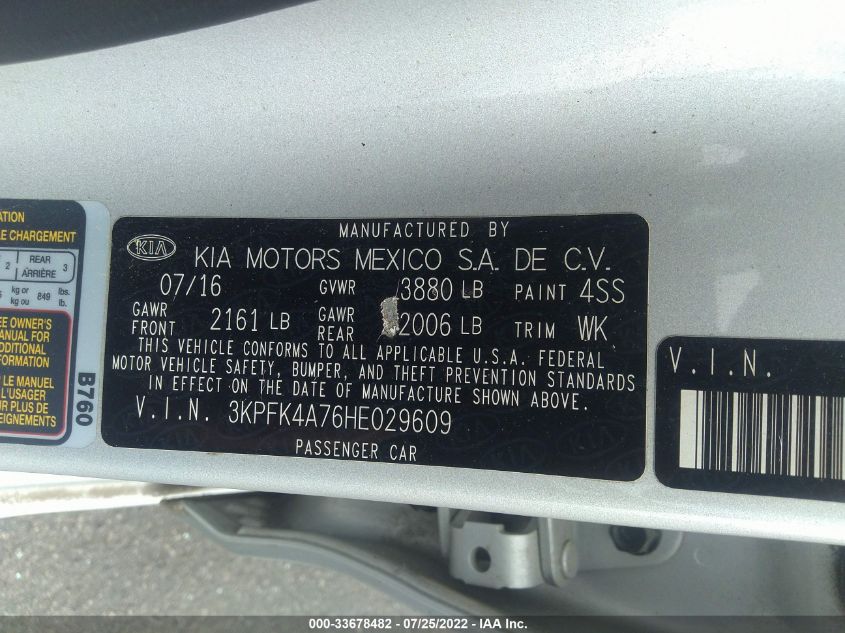 ATION
E CHARGEMENT
2 REAR ARRIÈRE 3
kg ou 849 lbs. lb.
EE OWNER'S
ANUAL FOR
DDITIONAL
FORMATION
LE MANUEL
L'USAGER
R PLUS DE
EIGNEMENTS
B760
MANUFACTURED BY
KIA KIA MOTORS MEXICO S.A. DE C.V.
07/16 GVWR 3880 LB PAINT 4SS
GAWR FRONT 2161 LB GAWR REAR 2006 LB TRIM WK
THIS VEHICLE CONFORMS TO ALL APPLICABLE U.S.A. FEDERAL
MOTOR VEHICLE SAFETY, BUMPER, AND THEFT PREVENTION STANDARDS
IN EFFECT ON THE DATE OF MANUFACTURE SHOWN ABOVE.
V.I.N. 3KPFK4A76HE029609
PASSENGER CAR
V.I.N.
000-33678482 - 07/25/2022 - IAA Inc.